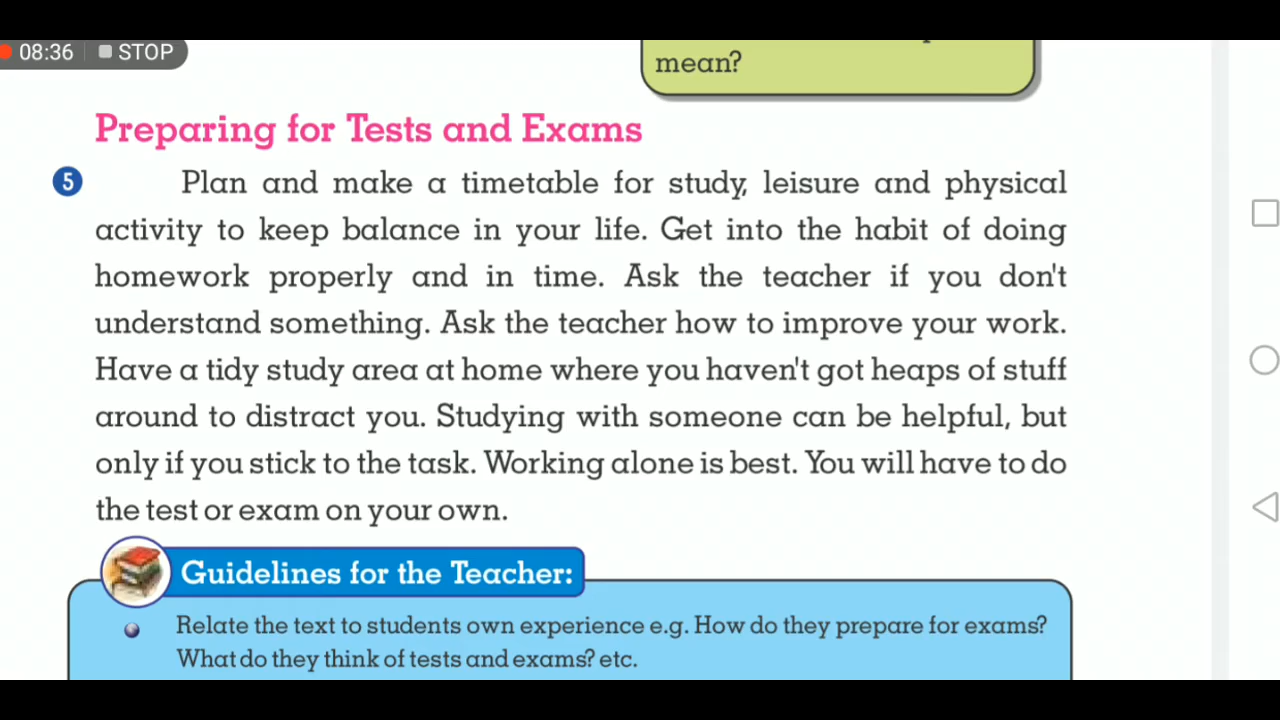 08:36 STOP
mean?
Preparing for Tests and Exams
5 Plan and make a timetable for study, leisure and physical
activity to keep balance in your life. Get into the habit of doing
homework properly and in time. Ask the teacher if you don't
understand something. Ask the teacher how to improve your work.
Have a tidy study area at home where you haven't got heaps of stuff
around to distract you. Studying with someone can be helpful, but
only if you stick to the task. Working alone is best. You will have to do
the test or exam on your own.
Guidelines for the Teacher:
Relate the text to students own experience e.g. How do they prepare for exams?
What do they think of tests and exams? etc.